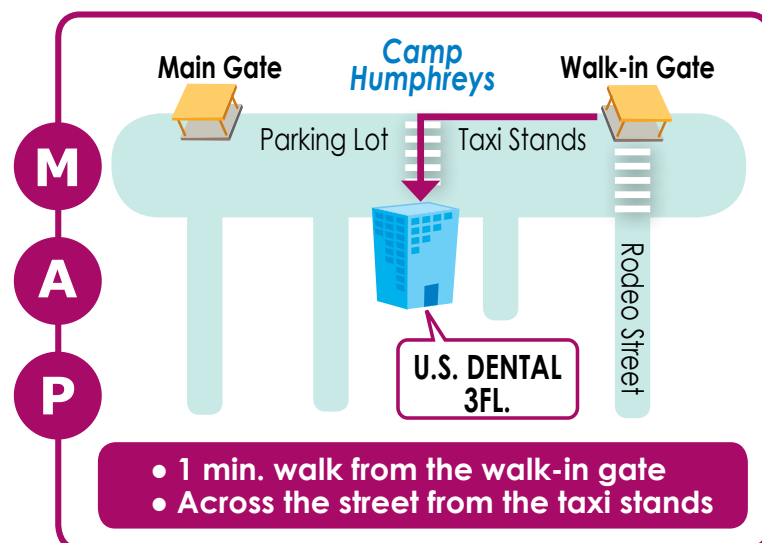 MAP
Camp
Humphreys
Main Gate
Walk-in Gate
Parking Lot
Taxi Stands
Rodeo Street
U.S. DENTAL
3FL.
● 1 min. walk from the walk-in gate
● Across the street from the taxi stands